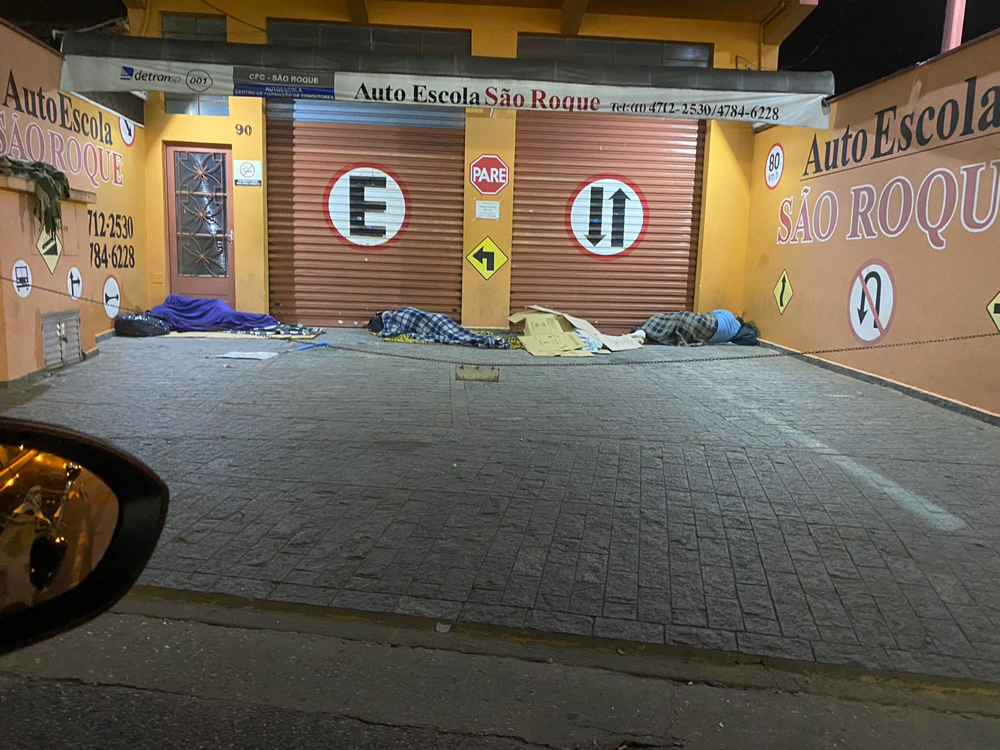 detransp 001
CFC - SÃO ROQUE
AUTOESCOLA
CENTRO DE FORMAÇÃO DE CONDUTORES
Auto Escola São Roque Tel:(11) 4712-2530/4784-6228
Auto Escola
SÃO ROQUE
712-2530
784-6228
90
E
PARE
80
km/h
Auto Escola
SÃO ROQU